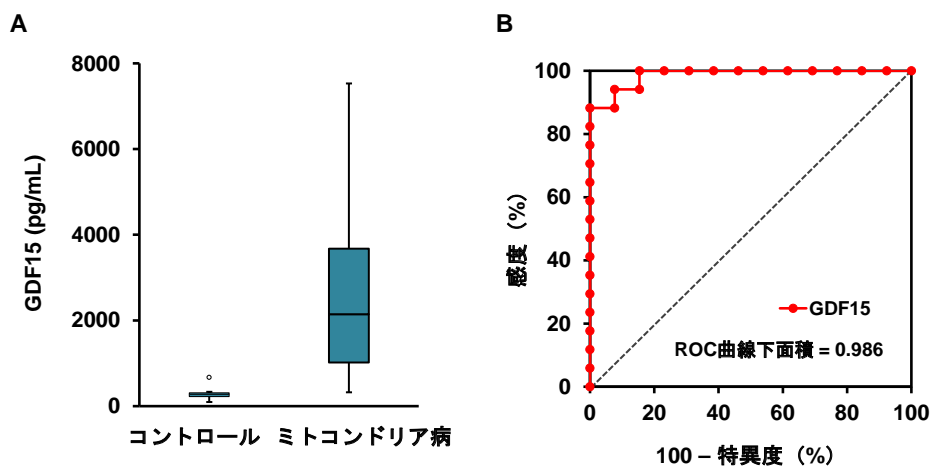 A
8000
6000
4000
2000
0
GDF15 (pg/mL)
コントロール ミトコンドリア病
B
100
80
60
40
20
0
感度（%）
GDF15
ROC曲線下面積 = 0.986
0 20 40 60 80 100
100 – 特異度（%）